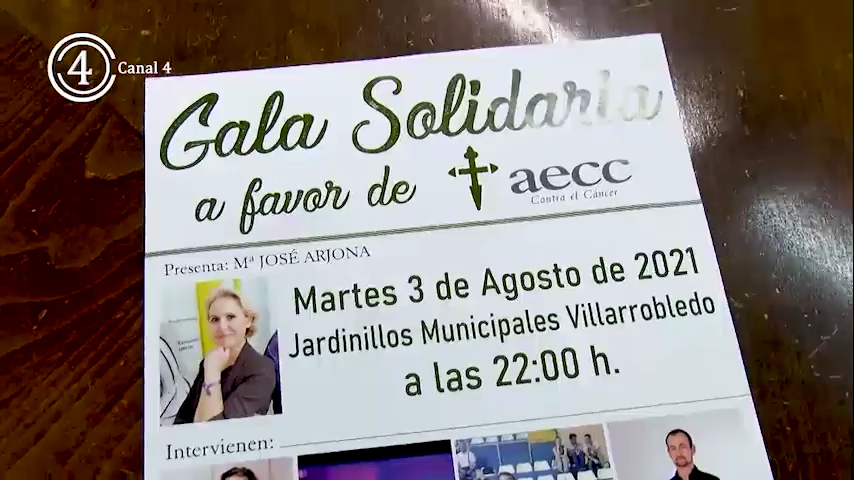 4 Canal 4
Gala Solidaria
a favor de aecc
Contra el Cáncer
Presenta: Mª JOSÉ ARJONA
Martes 3 de Agosto de 2021
Jardinillos Municipales Villarrobledo
a las 22:00 h.
Intervienen: